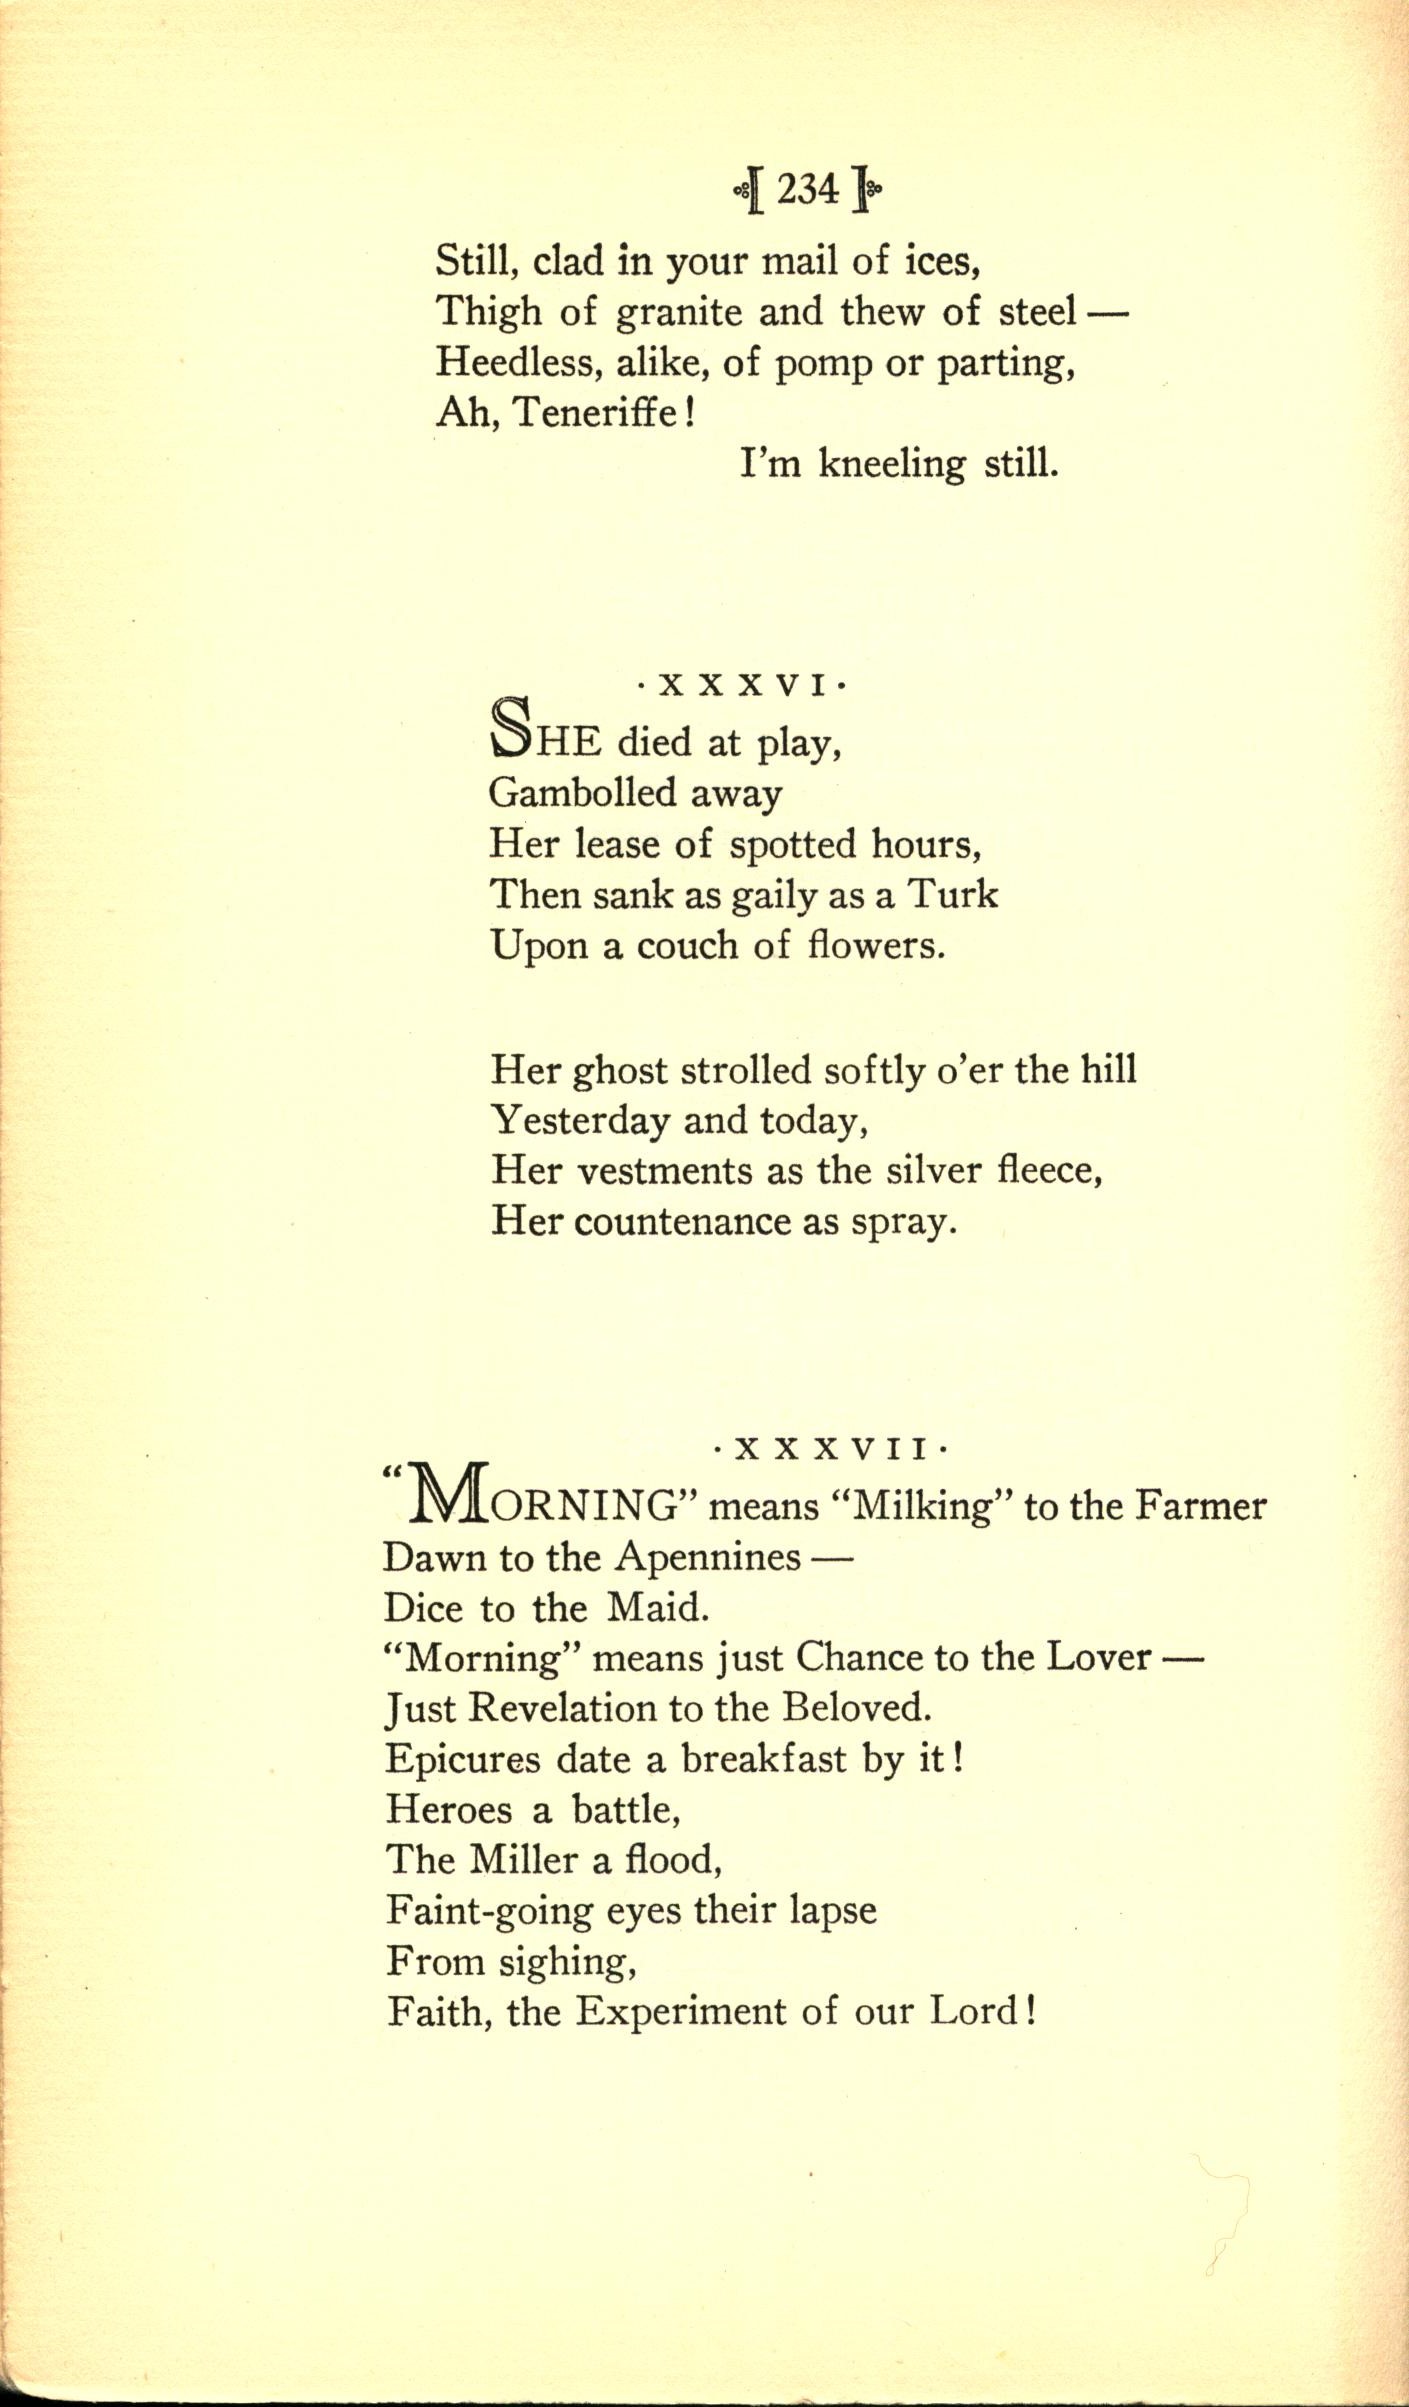 [ 234 ]
Still, clad in your mail of ices,
Thigh of granite and thew of steel —
Heedless, alike, of pomp or parting,
Ah, Teneriffe!
I'm kneeling still.
· X X X V I ·
SHE died at play,
Gambolled away
Her lease of spotted hours,
Then sank as gaily as a Turk
Upon a couch of flowers.
Her ghost strolled softly o'er the hill
Yesterday and today,
Her vestments as the silver fleece,
Her countenance as spray.
· X X X V I I ·
“MORNING” means “Milking” to the Farmer
Dawn to the Apennines —
Dice to the Maid.
“Morning” means just Chance to the Lover —
Just Revelation to the Beloved.
Epicures date a breakfast by it!
Heroes a battle,
The Miller a flood,
Faint-going eyes their lapse
From sighing,
Faith, the Experiment of our Lord!